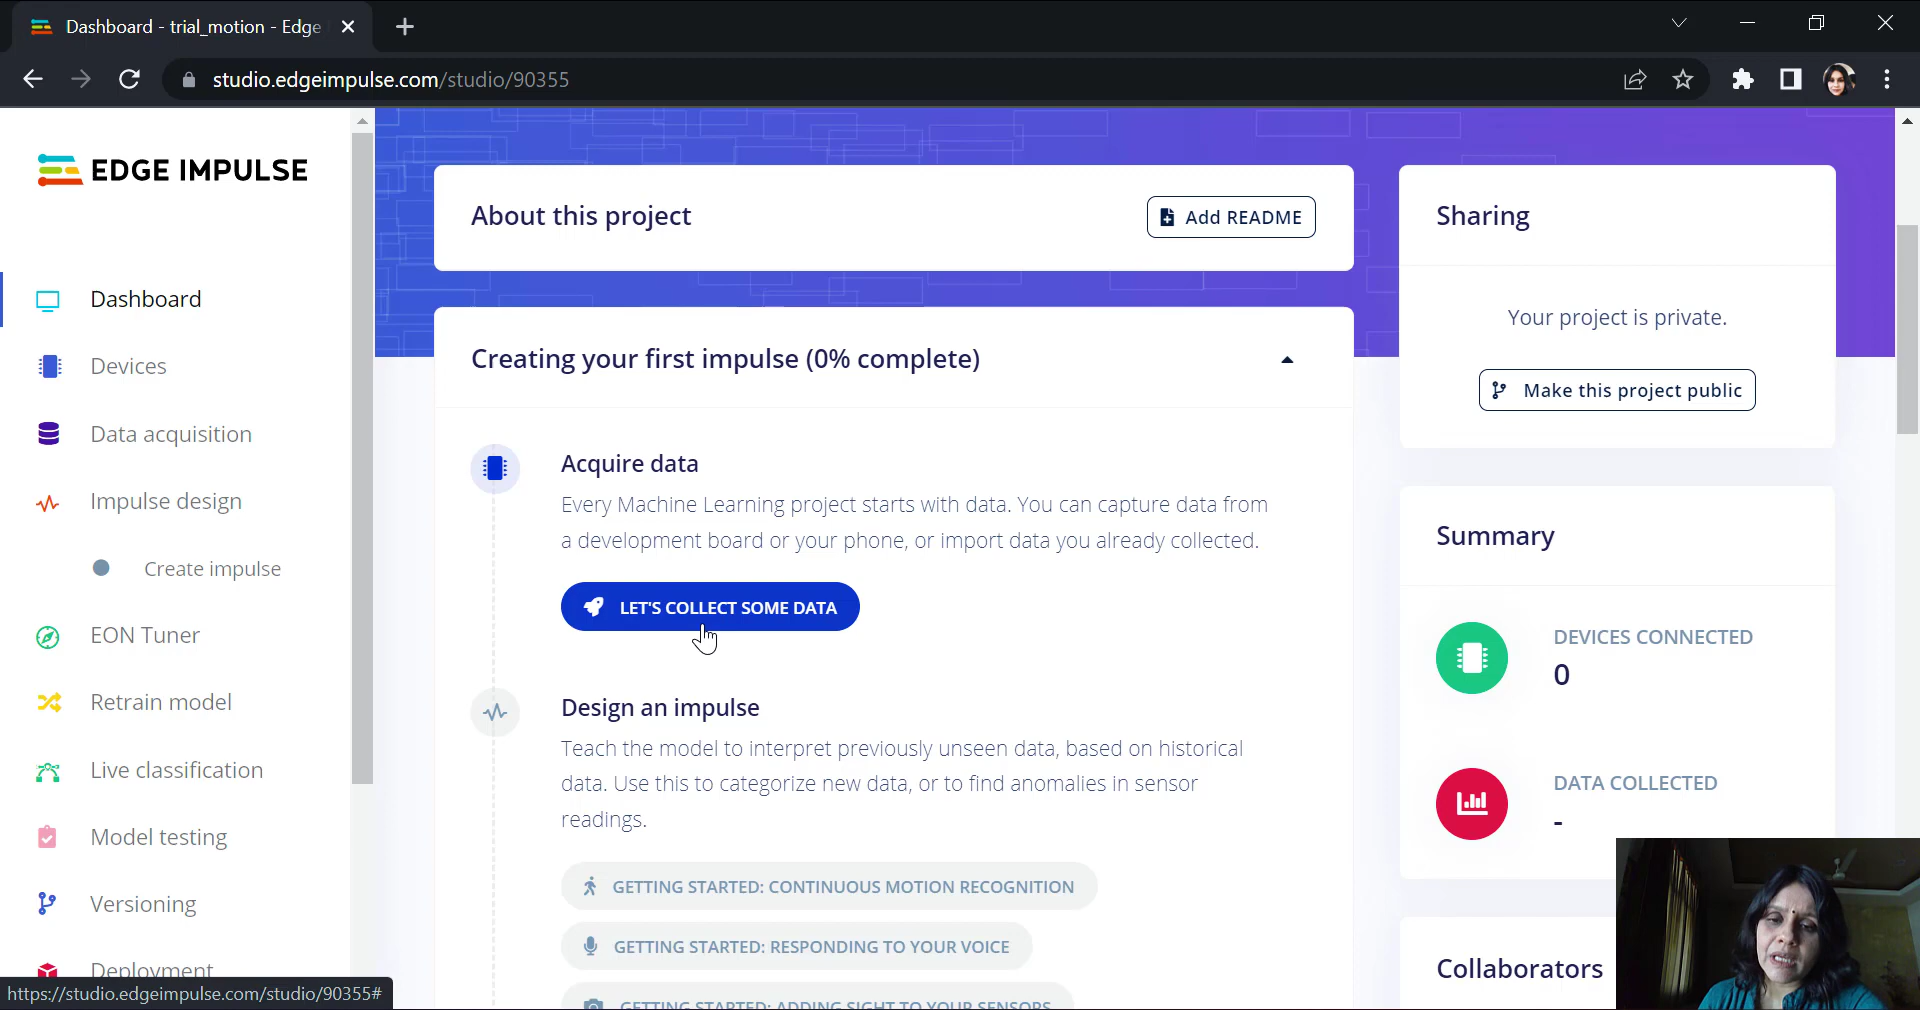 Dashboard - trial_motion - Edge
studio.edgeimpulse.com/studio/90355
EDGE IMPULSE
Dashboard
Devices
Data acquisition
Impulse design
Create impulse
EON Tuner
Retrain model
Live classification
Model testing
Versioning
Deployment
https://studio.edgeimpulse.com/studio/90355#
About this project
Add README
Creating your first impulse (0% complete)
Acquire data
Every Machine Learning project starts with data. You can capture data from
a development board or your phone, or import data you already collected.
LET'S COLLECT SOME DATA
Design an impulse
Teach the model to interpret previously unseen data, based on historical
data. Use this to categorize new data, or to find anomalies in sensor
readings.
GETTING STARTED: CONTINUOUS MOTION RECOGNITION
GETTING STARTED: RESPONDING TO YOUR VOICE
GETTING STARTED: ADDING SIGHT TO YOUR SENSORS
Sharing
Your project is private.
Make this project public
Summary
DEVICES CONNECTED
0
DATA COLLECTED
-
Collaborators